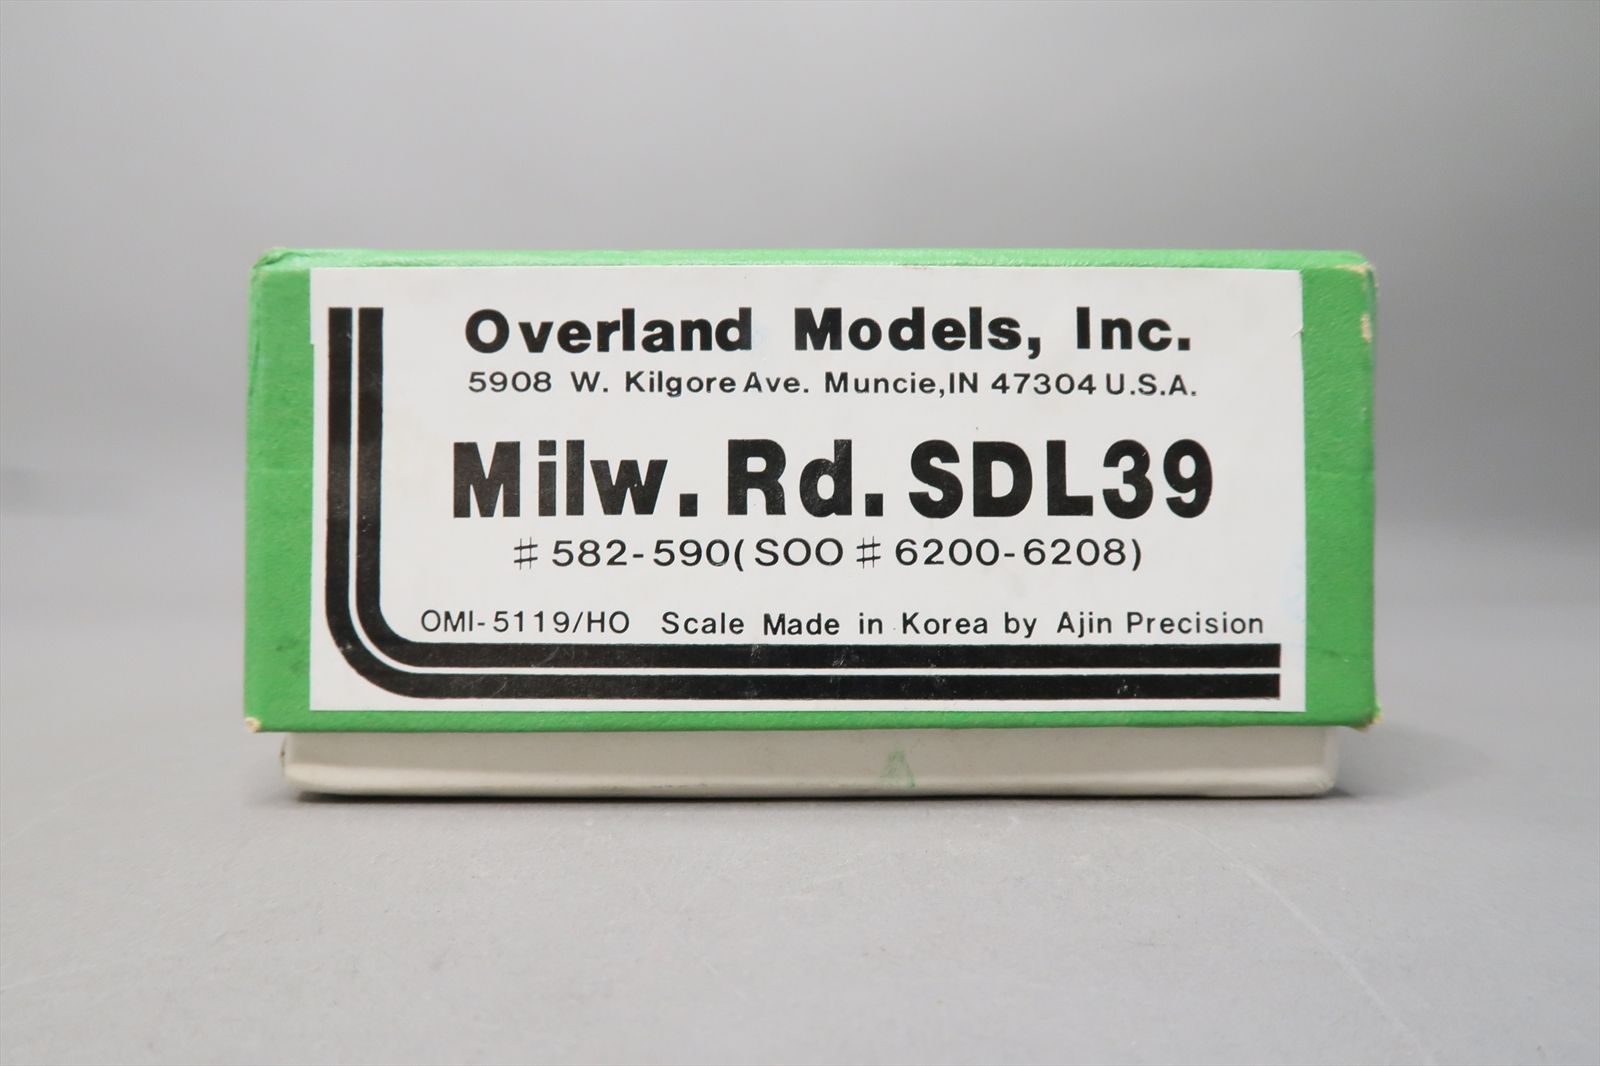 Overland Models, Inc.
5908 W. Kilgore Ave. Muncie, IN 47304 U.S.A.
Milw. Rd. SDL39
# 582-590 (SOO # 6200-6208)
OMI-5119/HO Scale Made in Korea by Ajin Precision